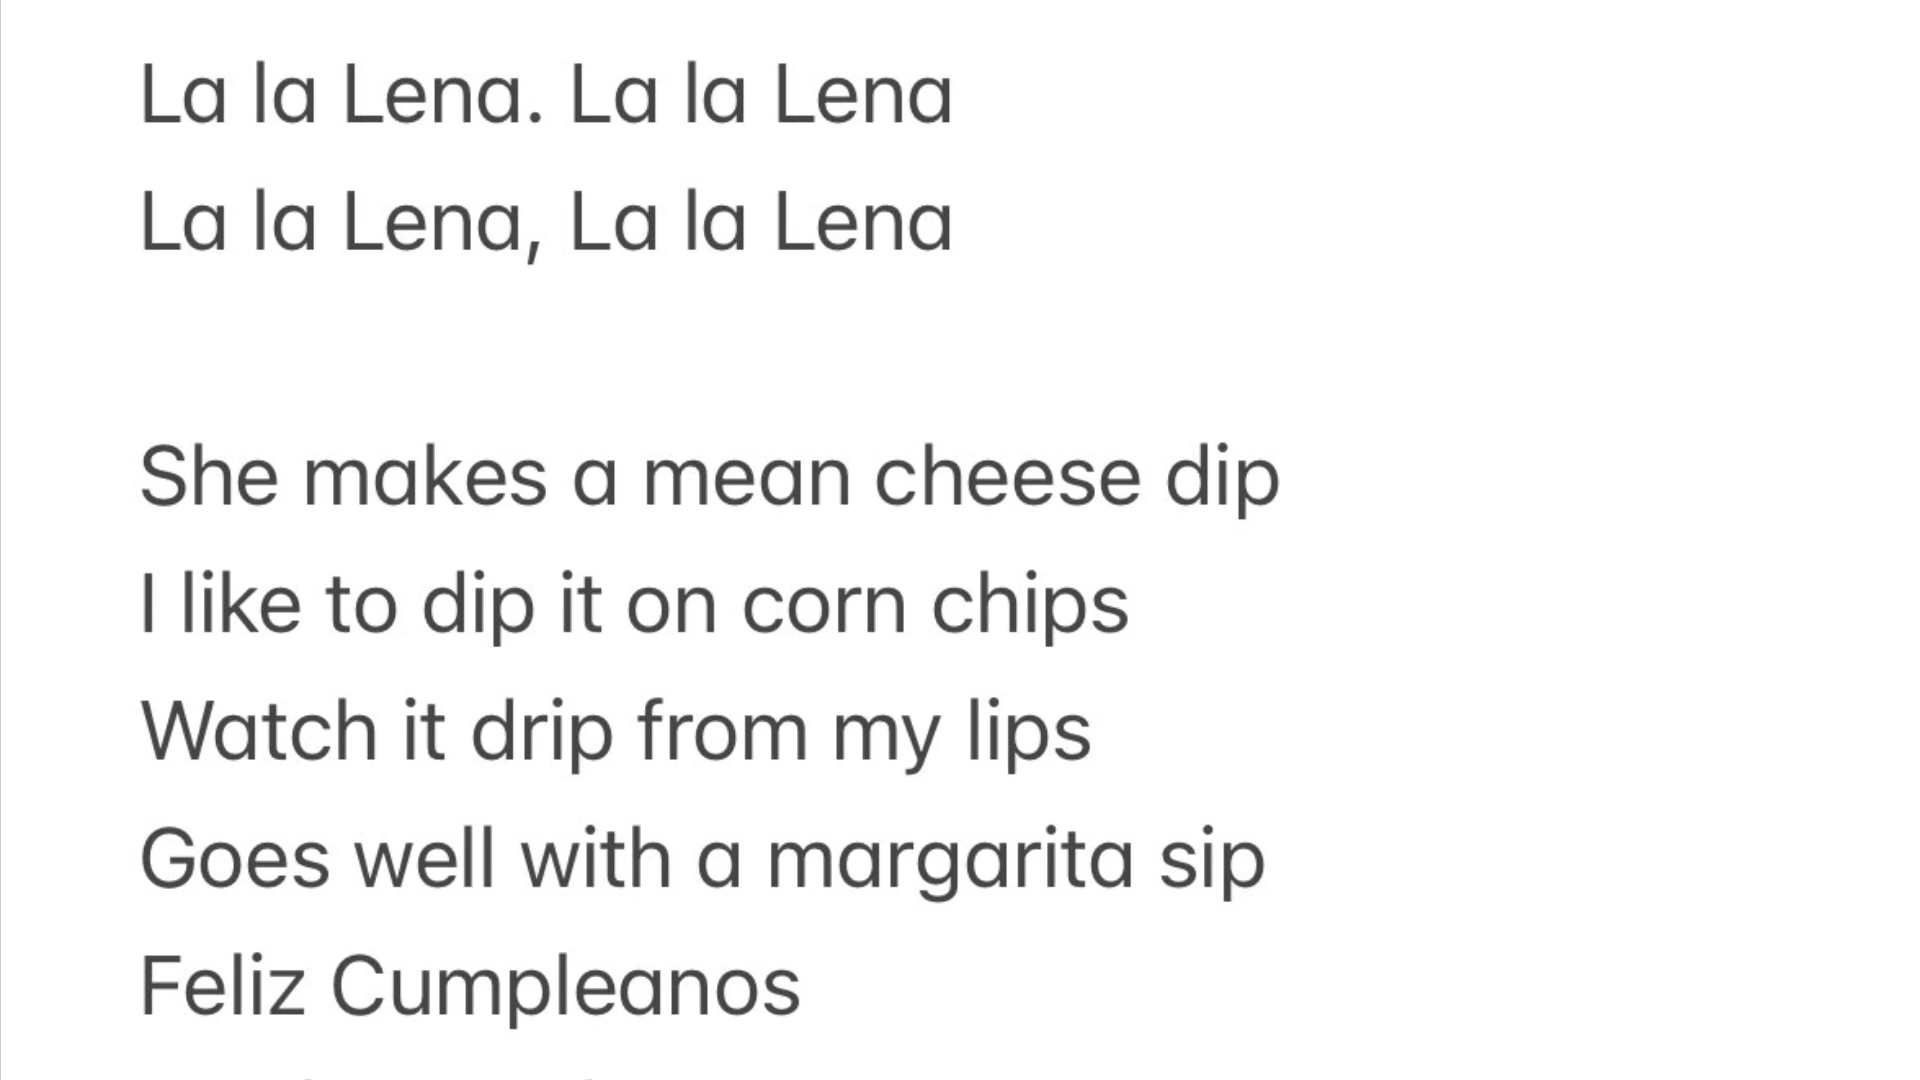 La la Lena. La la Lena
La la Lena, La la Lena
She makes a mean cheese dip
I like to dip it on corn chips
Watch it drip from my lips
Goes well with a margarita sip
Feliz Cumpleanos